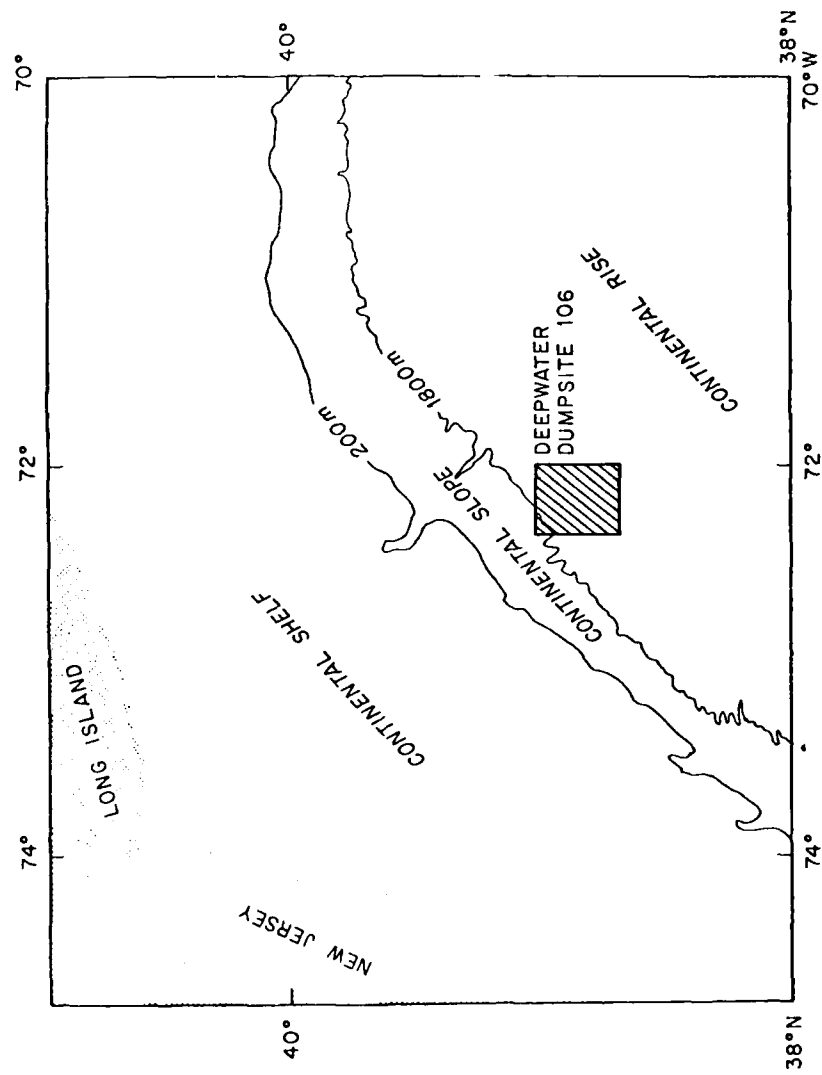 74°
72°
70°
LONG ISLAND
NEW JERSEY
40°
40°
CONTINENTAL SHELF
200m
1800m
CONTINENTAL SLOPE
DEEPWATER
DUMPSITE 106
CONTINENTAL RISE
38°N
38°N
74°
72°
70°W